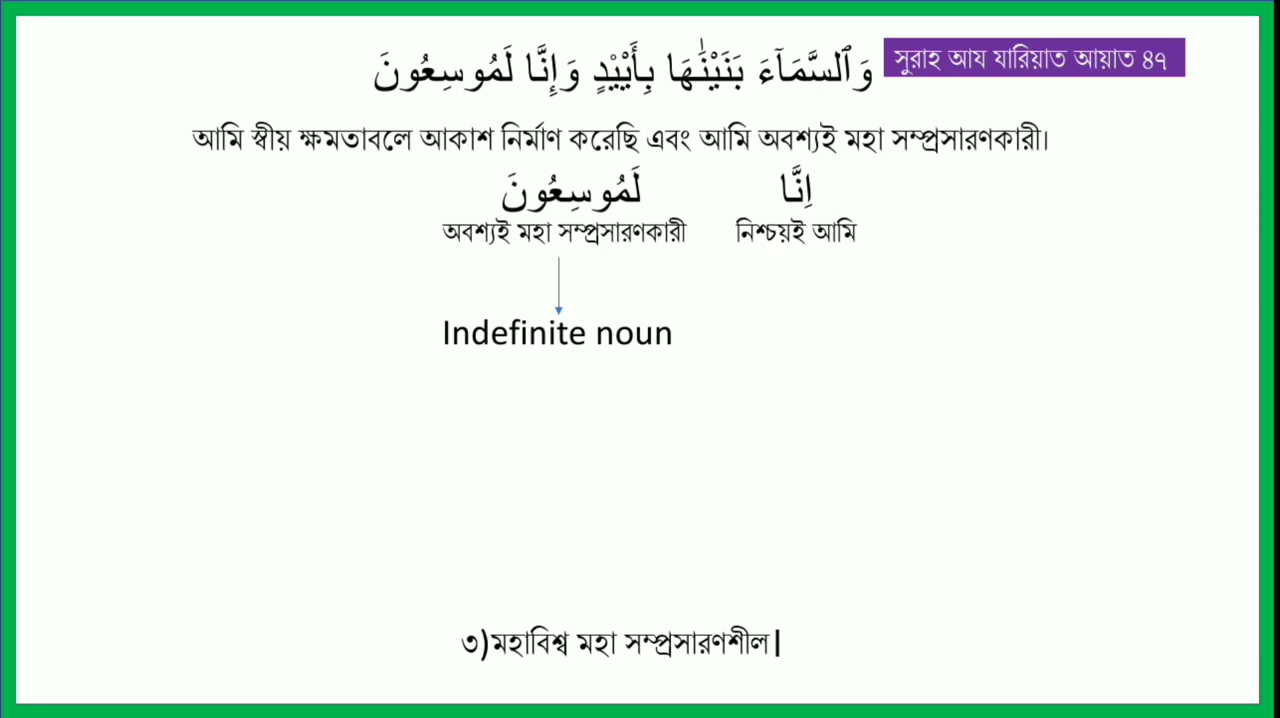 وَٱلسَّمَآءَ بَنَيْنَٰهَا بِأَيْي۟دٍ وَإِنَّا لَمُوسِعُونَ
সুরাহ আয যারিয়াত আয়াত ৪৭
আমি স্বীয় ক্ষমতাবলে আকাশ নির্মাণ করেছি এবং আমি অবশ্যই মহা সম্প্রসারণকারী।
اِنَّا لَمُوسِعُونَ
অবশ্যই মহা সম্প্রসারণকারী নিশ্চয়ই আমি
Indefinite noun
৩)মহাবিশ্ব মহা সম্প্রসারণশীল|